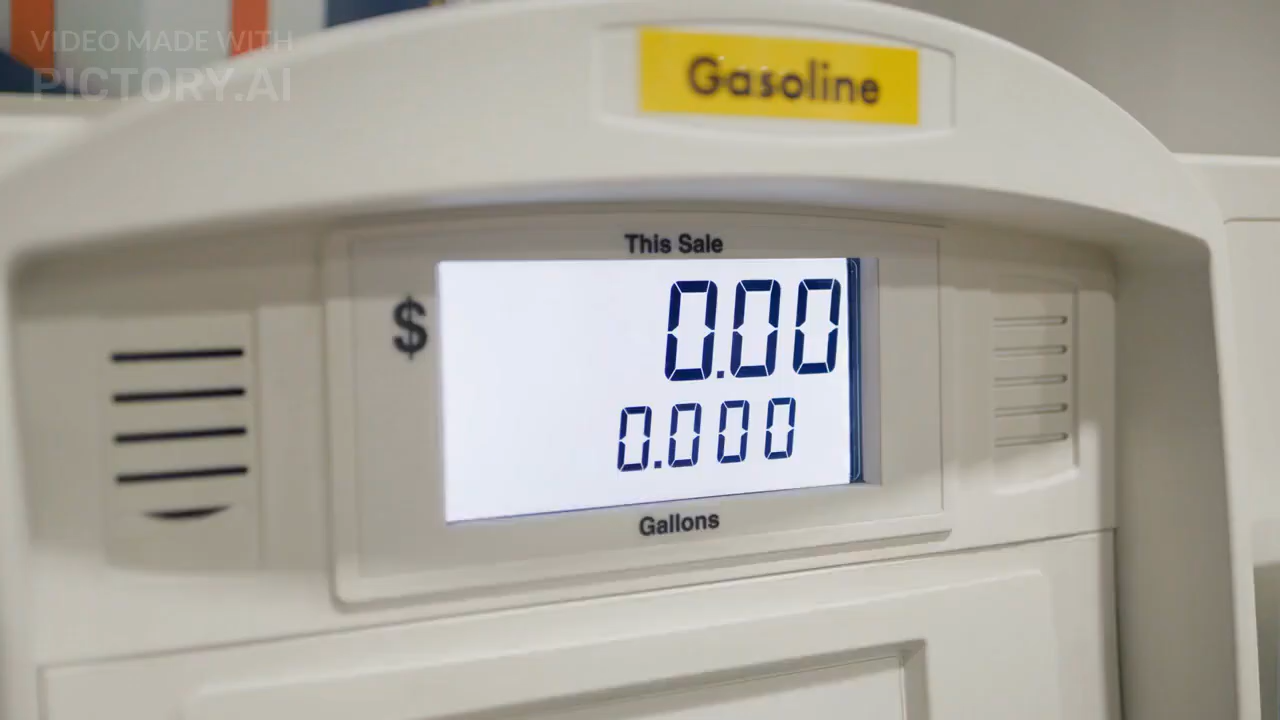 VIDEO MADE WITH
PICTORY.AI
Gasoline
This Sale
$ 0.00
0.000
Gallons